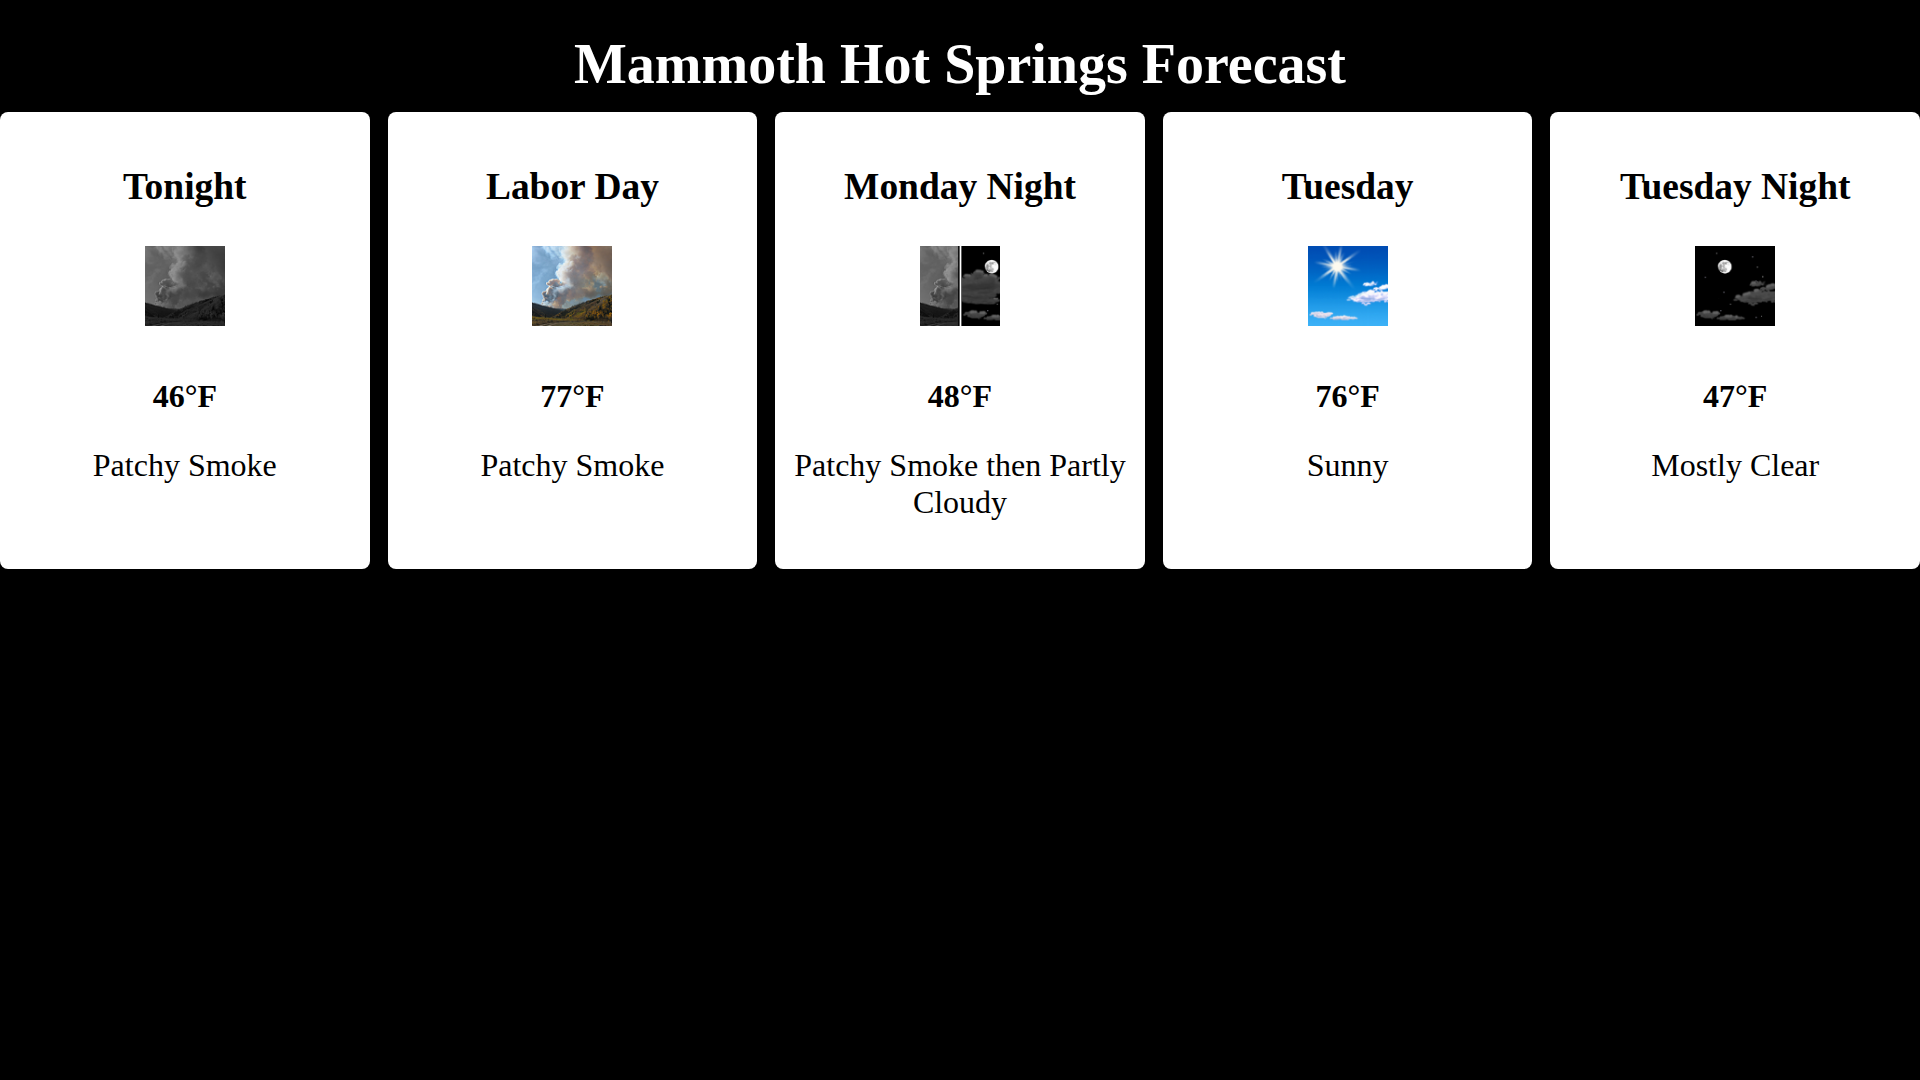 Mammoth Hot Springs Forecast
Tonight
46°F
Patchy Smoke
Labor Day
77°F
Patchy Smoke
Monday Night
48°F
Patchy Smoke then Partly
Cloudy
Tuesday
76°F
Sunny
Tuesday Night
47°F
Mostly Clear